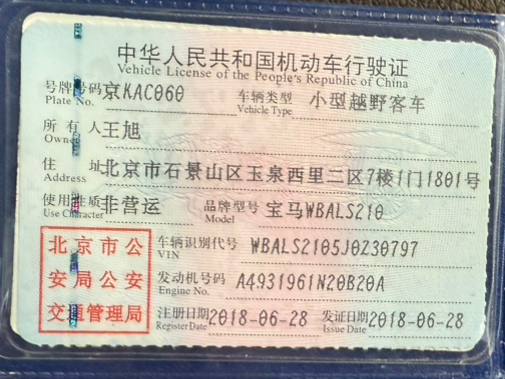 中华人民共和国机动车行驶证
Vehicle License of the People's Republic of China
号牌号码 京KAC060 车辆类型 小型越野客车
Plate No. Vehicle Type
所有人 王旭
Owner
住址 北京市石景山区玉泉西里二区7楼1门1801号
Address
使用性质 非营运 品牌型号 宝马WBALS210
Use Character Model
北京市公安局公安交通管理局
车辆识别代号 WBALS2105J0Z30797
VIN
发动机号码 A4931961N20B20A
Engine No.
注册日期 2018-06-28 发证日期 2018-06-28
Register Date Issue Date